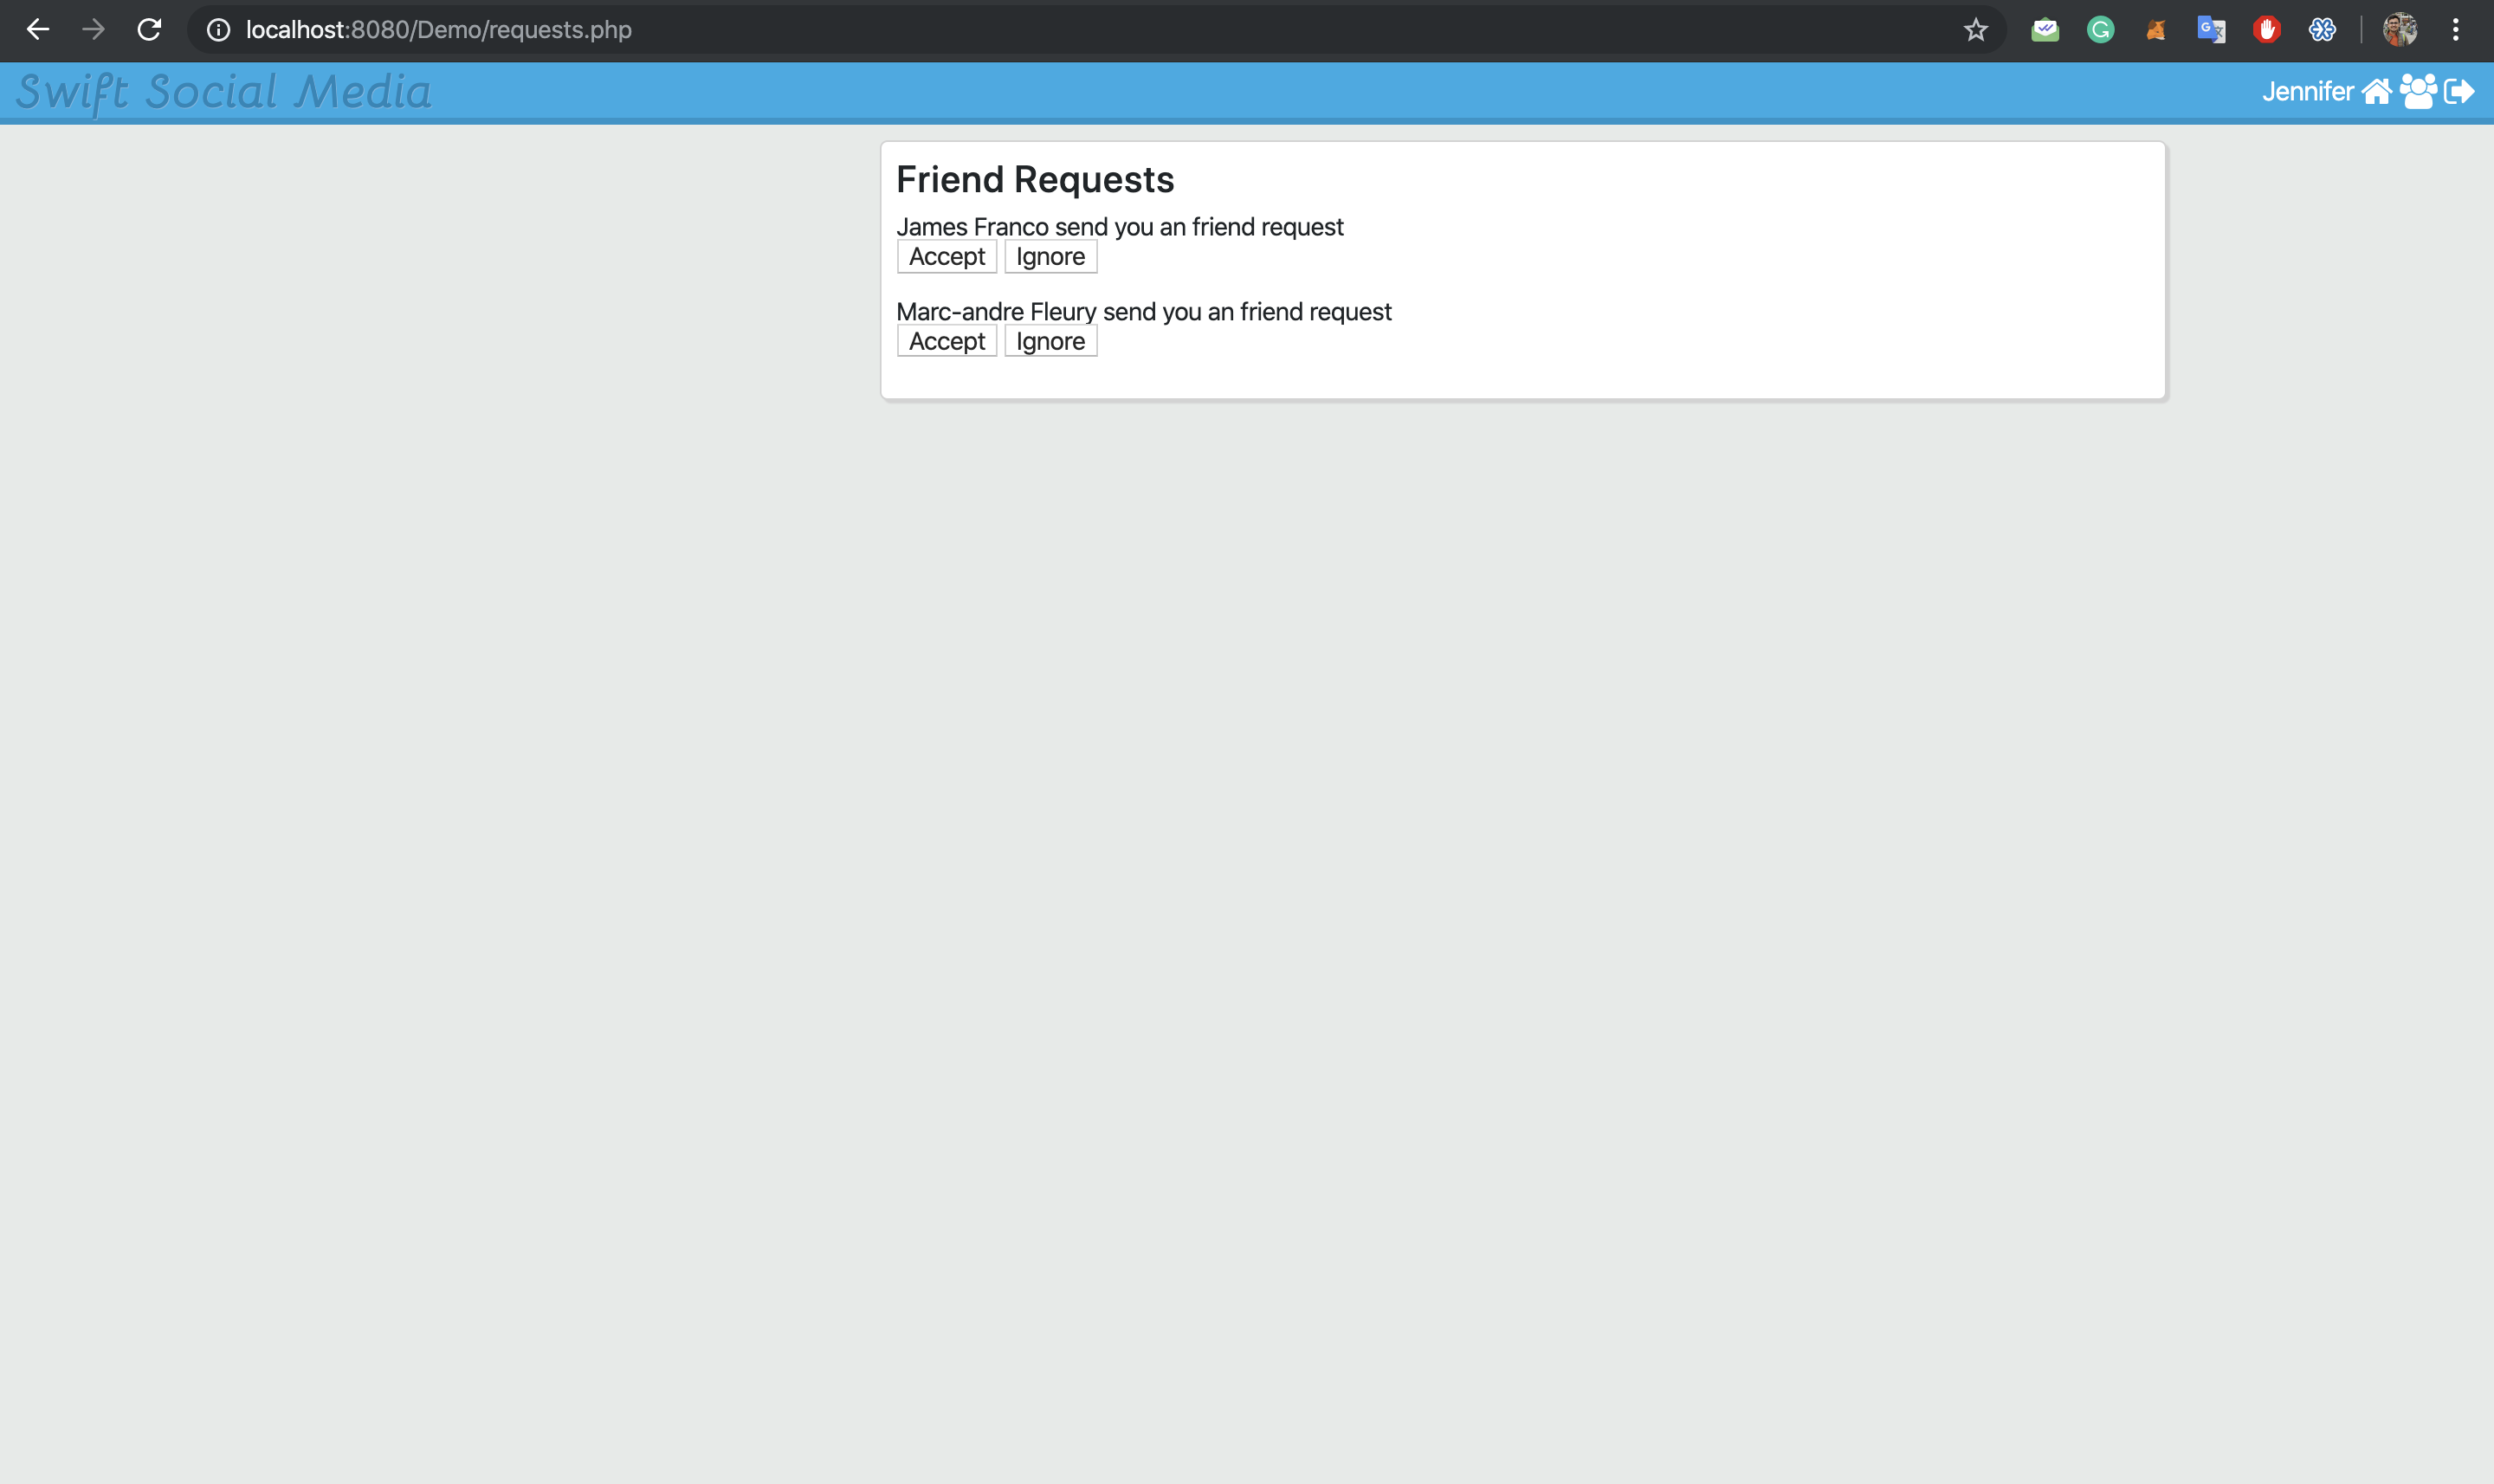 localhost:8080/Demo/requests.php
Swift Social Media
Jennifer
Friend Requests
James Franco send you an friend request
Accept Ignore
Marc-andre Fleury send you an friend request
Accept Ignore